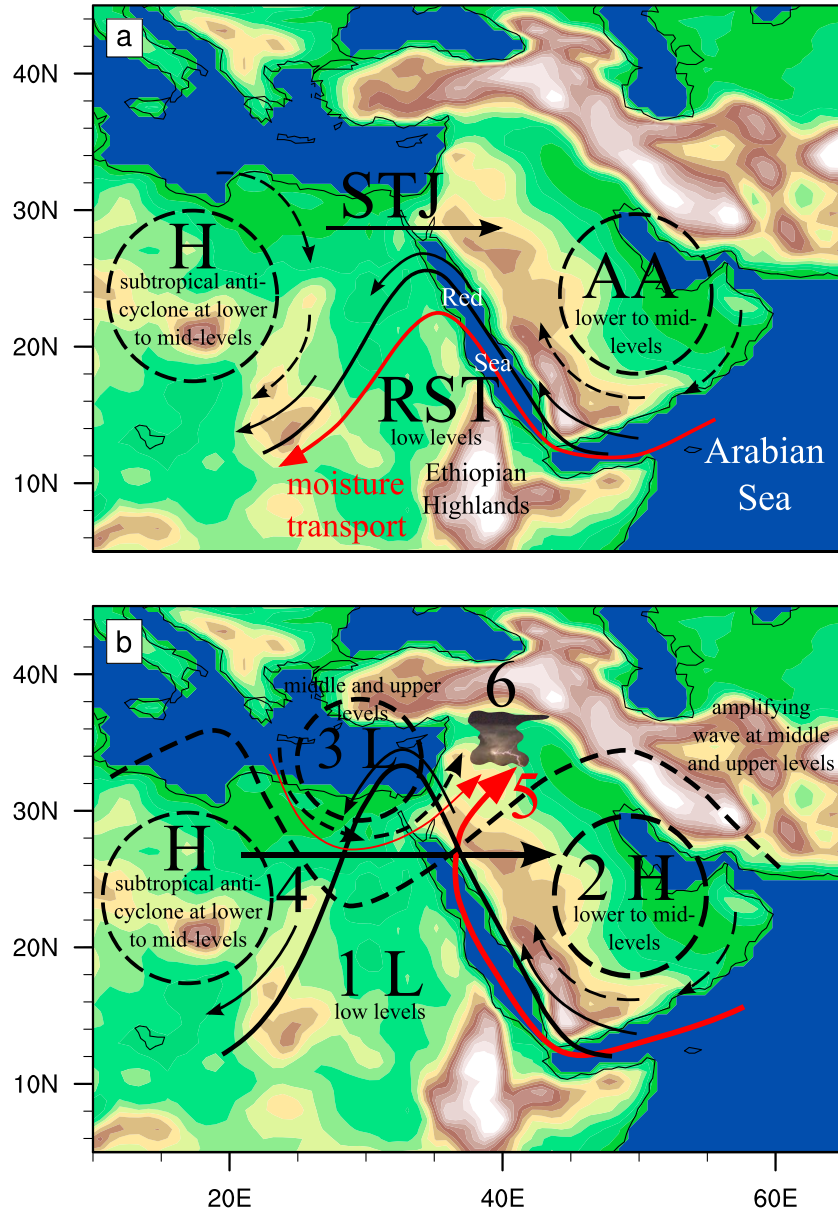 a
40N
30N
20N
10N
STJ
H
subtropical anti-
cyclone at lower
to mid-levels
AA
lower to mid-
levels
Red
Sea
RST
low levels
Ethiopian
Highlands
moisture
transport
Arabian
Sea
b
40N
30N
20N
10N
middle and upper
levels
3 L
6
amplifying
wave at middle
and upper levels
5
H
subtropical anti-
cyclone at lower
to mid-levels
4
2 H
lower to mid-
levels
1 L
low levels
20E
40E
60E